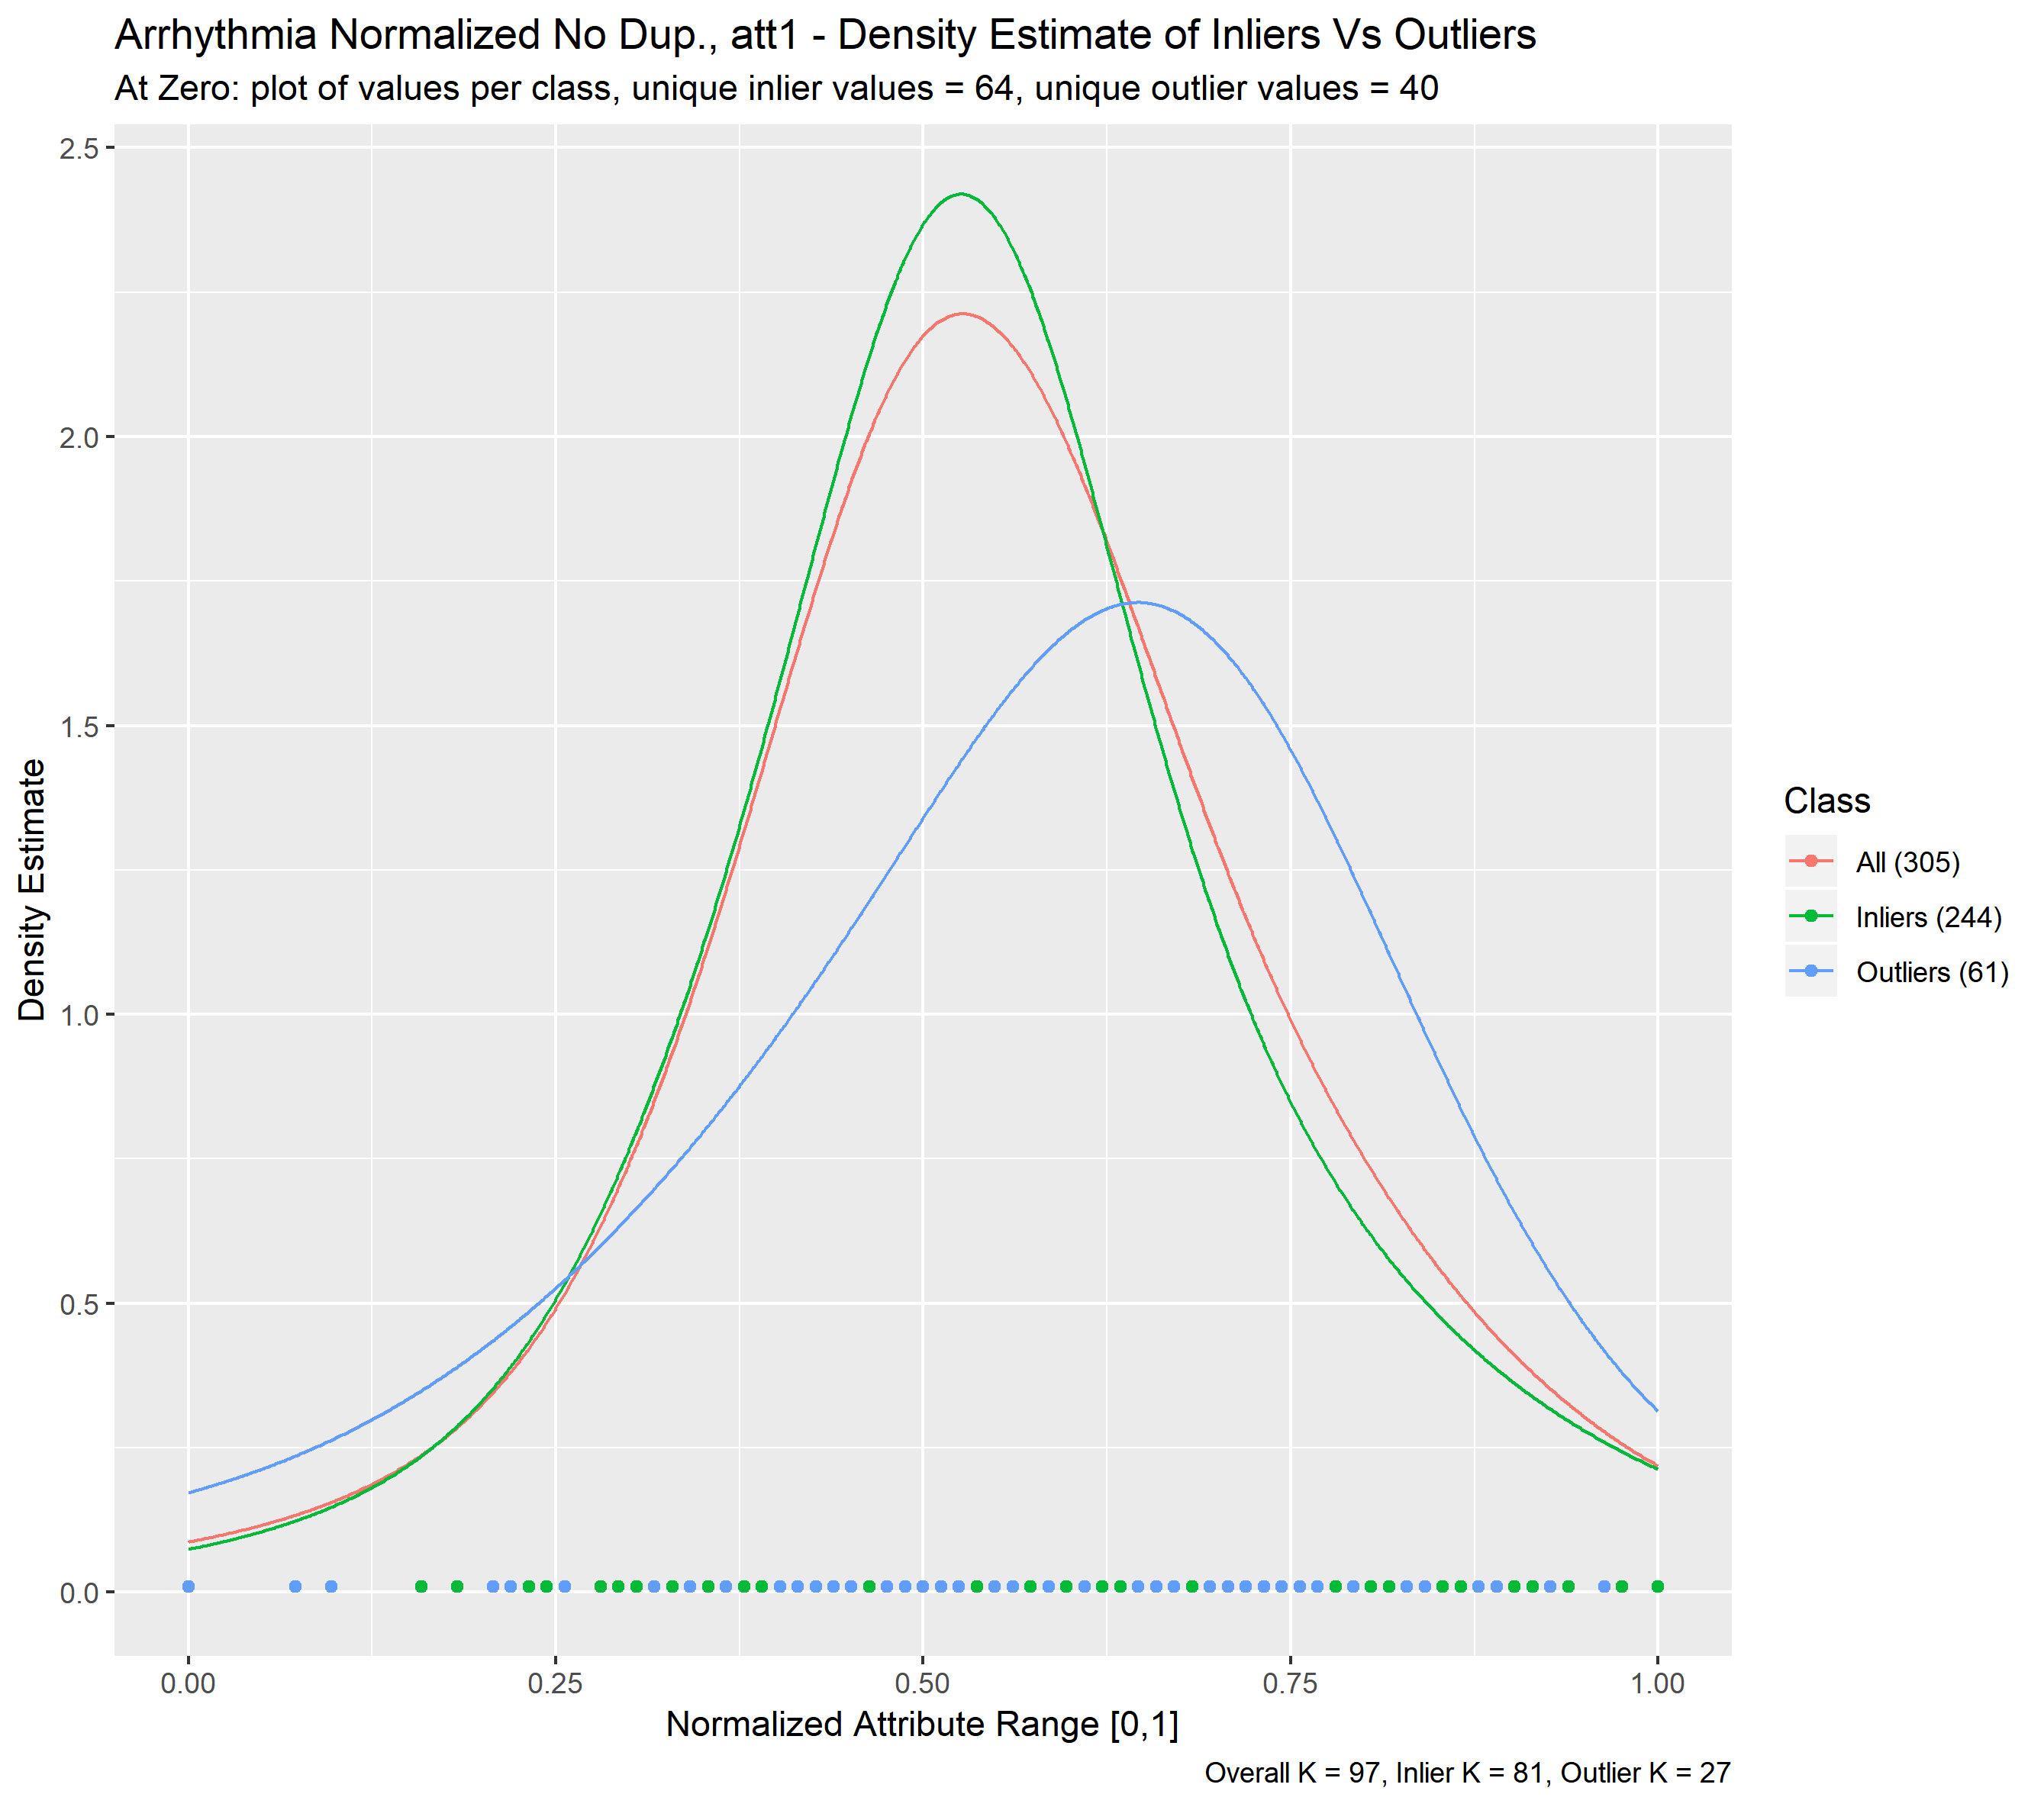 Arrhythmia Normalized No Dup., att1 - Density Estimate of Inliers Vs Outliers
At Zero: plot of values per class, unique inlier values = 64, unique outlier values = 40
2.5
2.0
1.5
1.0
0.5
0.0
Density Estimate
0.00 0.25 0.50 0.75 1.00
Normalized Attribute Range [0,1]
Class
All (305)
Inliers (244)
Outliers (61)
Overall K = 97, Inlier K = 81, Outlier K = 27